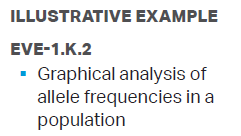 ILLUSTRATIVE EXAMPLE
EVE-1.K.2
▪ Graphical analysis of
allele frequencies in a
population